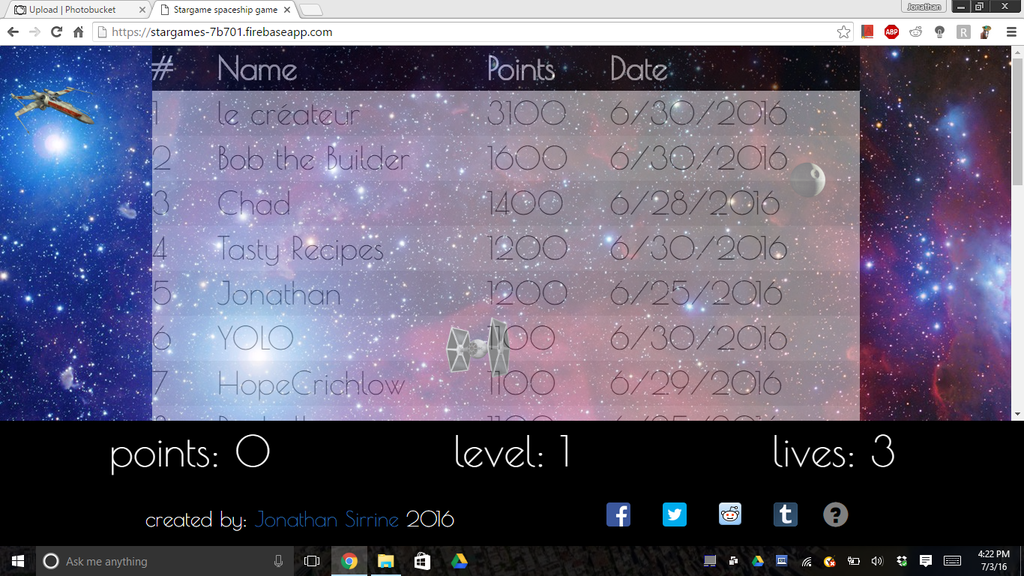 Upload | Photobucket
Stargame spaceship game
Jonathan
https://stargames-7b701.firebaseapp.com
ABP
R
# Name Points Date
1 le créateur 3100 6/30/2016
2 Bob the Builder 1600 6/30/2016
3 Chad 1400 6/28/2016
4 Tasty Recipes 1200 6/30/2016
5 Jonathan 1200 6/25/2016
6 YOLO 1100 6/30/2016
7 HopeCrichlow 1100 6/29/2016
points: 0 level: 1 lives: 3
created by: Jonathan Sirrine 2016
f t ?
Ask me anything
4:22 PM
7/3/16